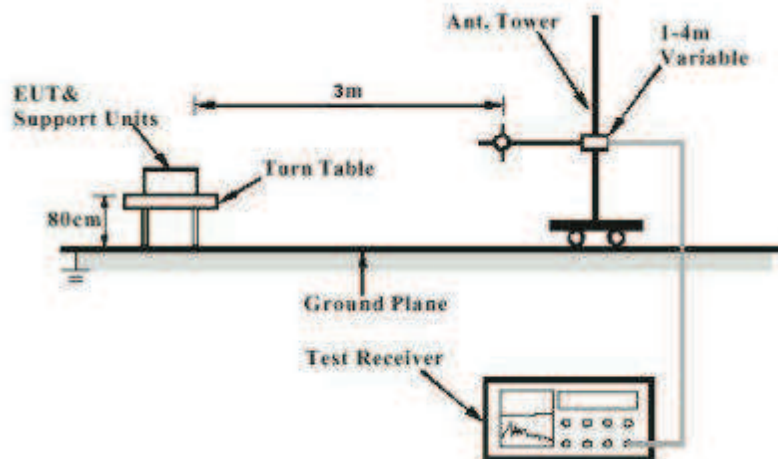 Ant. Tower
1-4m
Variable
3m
EUT&
Support Units
Turn Table
80cm
Ground Plane
Test Receiver